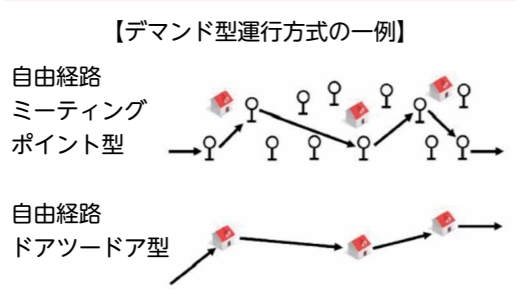 【デマンド型運行方式の一例】
自由経路
ミーティング
ポイント型
自由経路
ドアツードア型